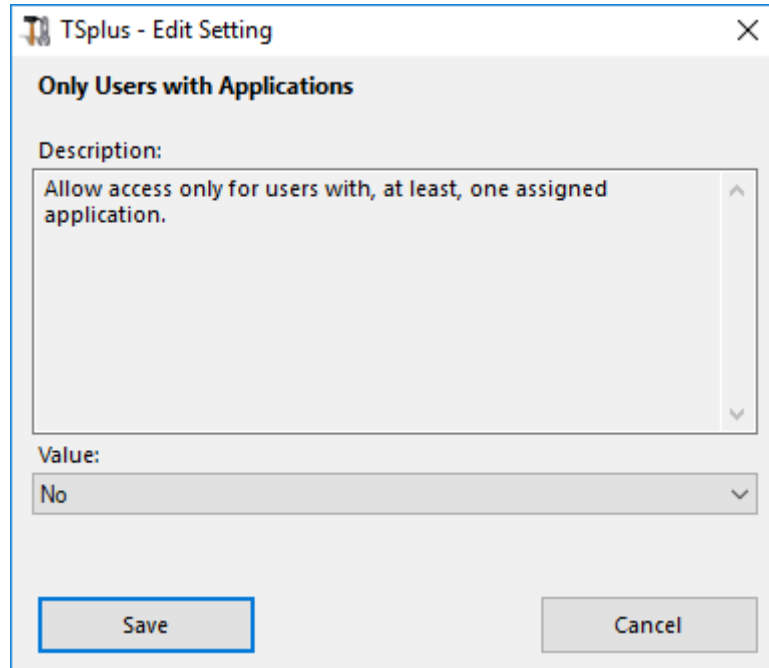 TSplus - Edit Setting
Only Users with Applications
Description:
Allow access only for users with, at least, one assigned
application.
Value:
No
Save
Cancel